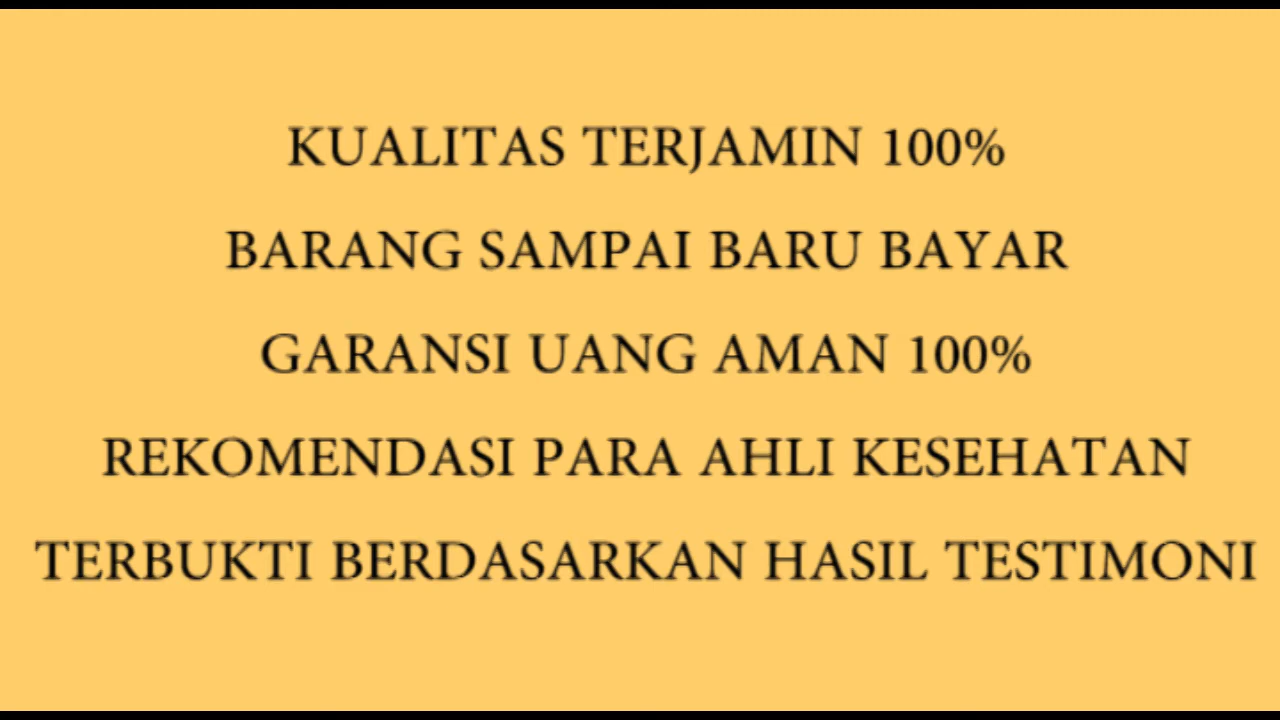 KUALITAS TERJAMIN 100%
BARANG SAMPAI BARU BAYAR
GARANSI UANG AMAN 100%
REKOMENDASI PARA AHLI KESEHATAN
TERBUKTI BERDASARKAN HASIL TESTIMONI